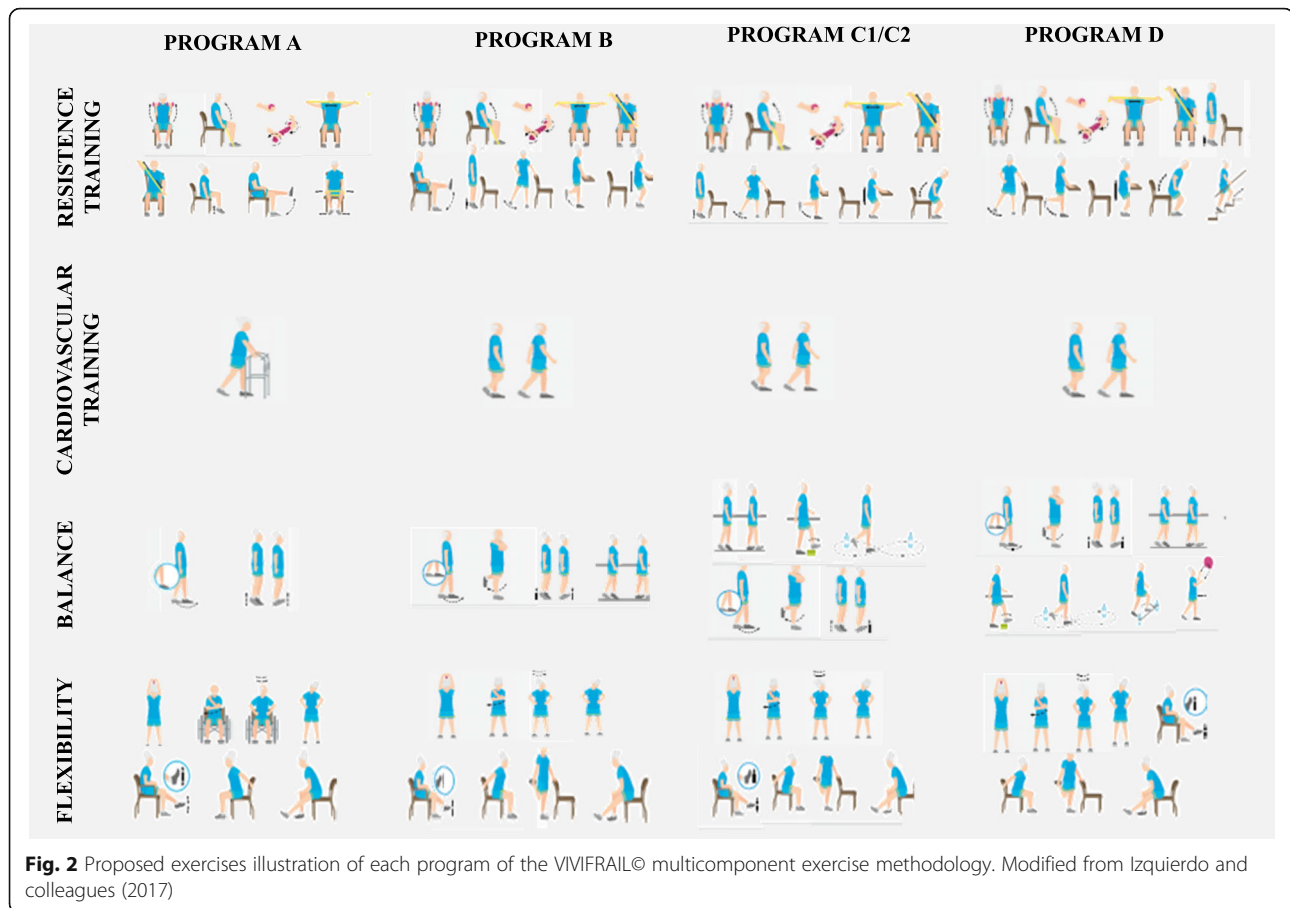 PROGRAM A
PROGRAM B
PROGRAM C1/C2
PROGRAM D
RESISTENCE
TRAINING
CARDIOVASCULAR
TRAINING
BALANCE
FLEXIBILITY
Fig. 2 Proposed exercises illustration of each program of the VIVIFRAIL© multicomponent exercise methodology. Modified from Izquierdo and
colleagues (2017)